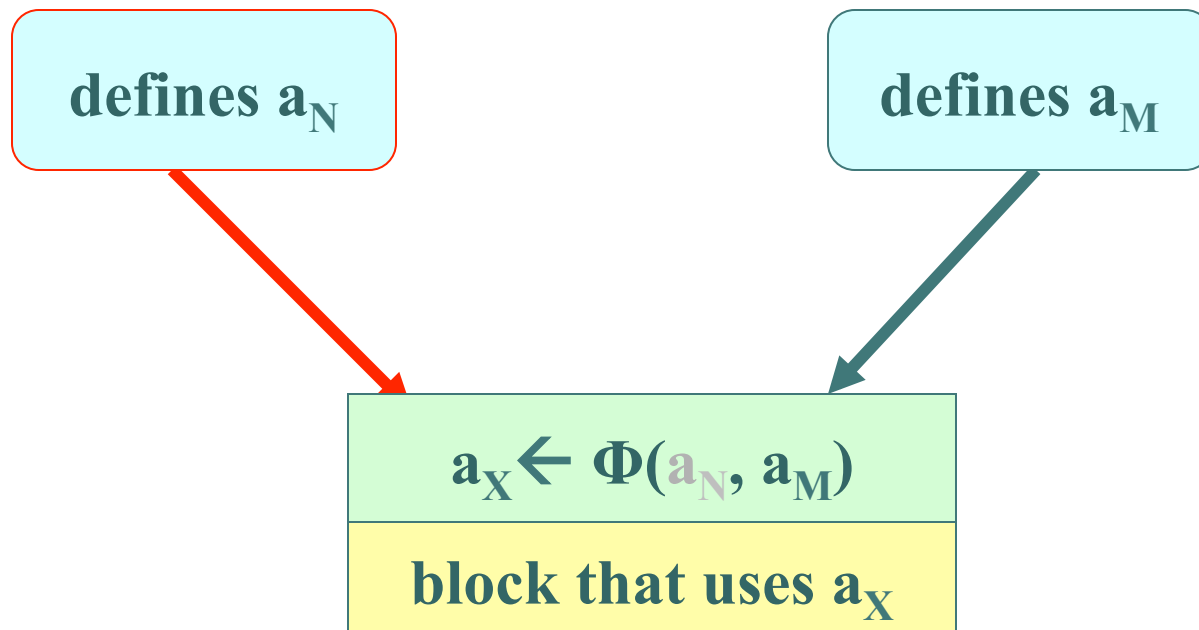 defines aN
defines aM
aX ← Φ(aN, aM)
block that uses aX